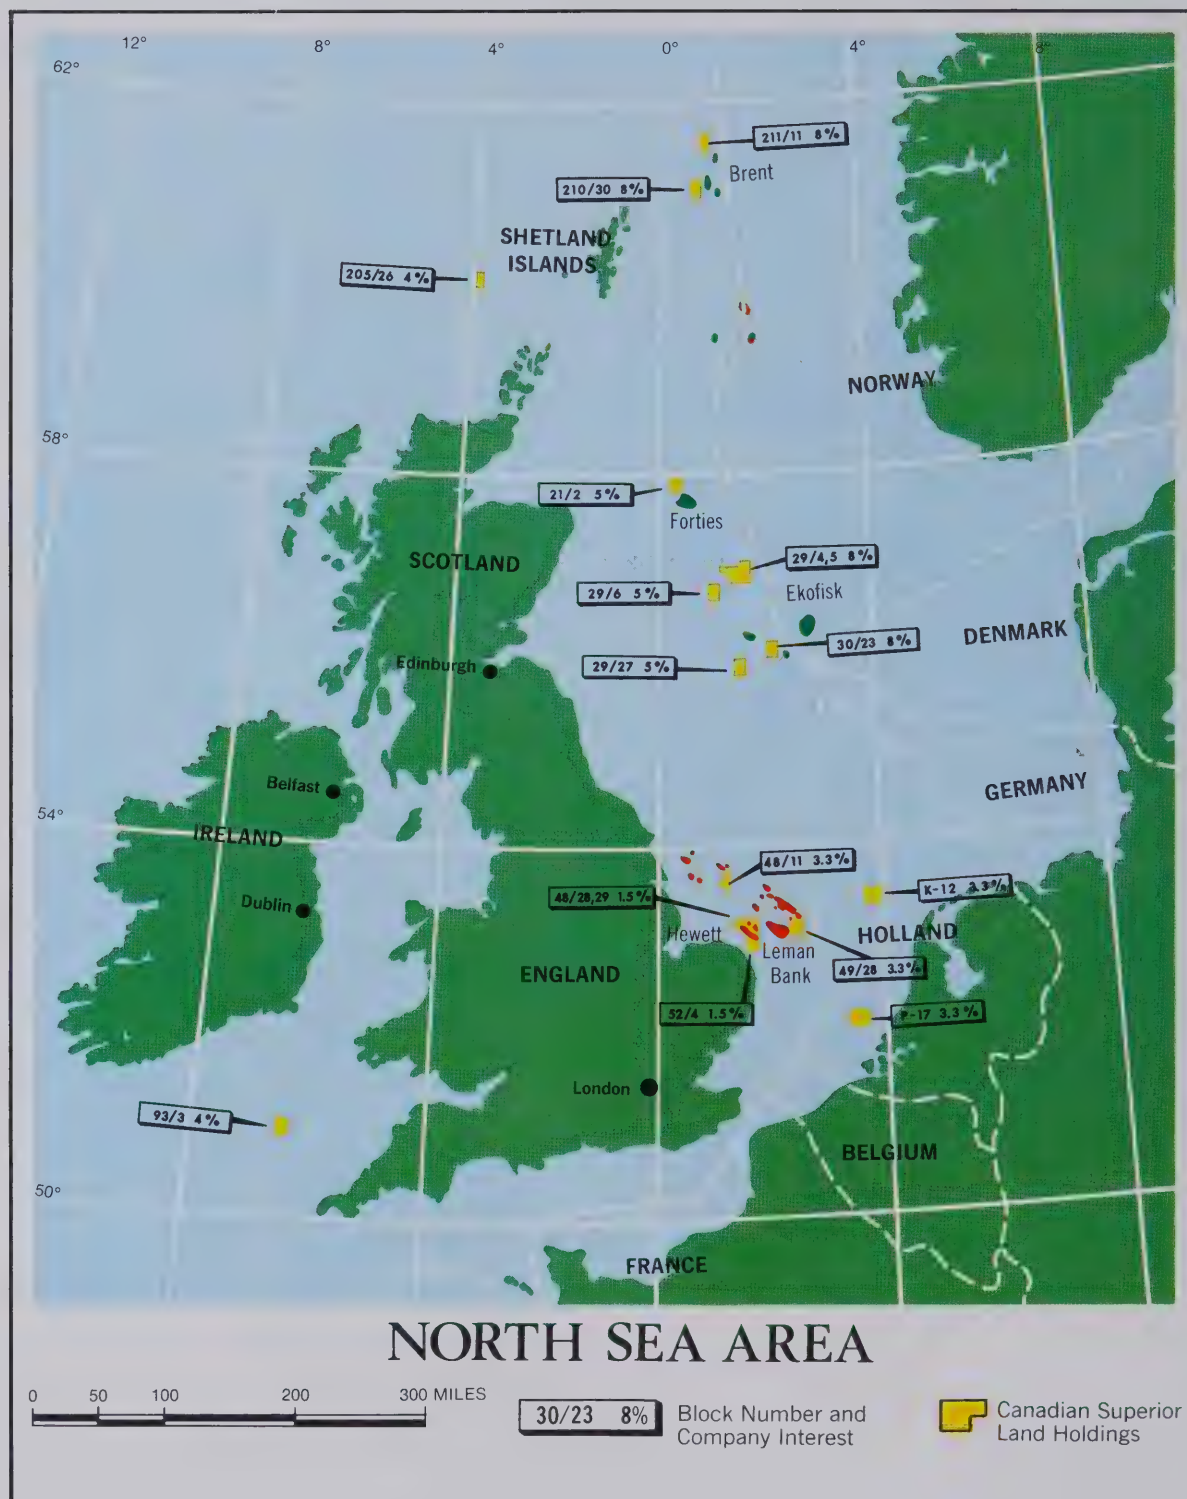 12° 8° 4° 0° 4° 8°
62°
211/11 8%
Brent
210/30 8%
SHETLAND
ISLANDS
205/26 4%
NORWAY
58°
21/2 5%
Forties
SCOTLAND
29/4,5 8%
29/6 5%
Ekofisk
DENMARK
30/23 8%
29/27 5%
Edinburgh
GERMANY
Belfast
54°
IRELAND
48/11 3.3%
K-12 3.3%
48/28,29 1.5%
Dublin
Hewett
HOLLAND
Leman
Bank
49/28 3.3%
ENGLAND
52/4 1.5%
P-17 3.3%
London
93/3 4%
BELGIUM
50°
FRANCE
NORTH SEA AREA
0 50 100 200 300 MILES
30/23 8%
Block Number and
Company Interest
Canadian Superior
Land Holdings